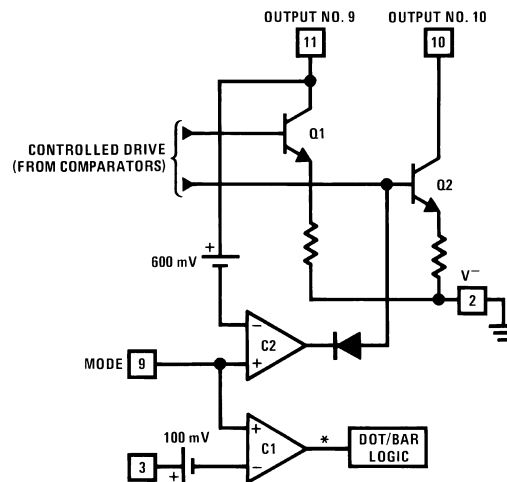 OUTPUT NO. 9
OUTPUT NO. 10
11
10
Q1
CONTROLLED DRIVE
(FROM COMPARATORS)
Q2
+
600 mV
V−
2
−
C2
+
MODE
9
+
C1
−
*
DOT/BAR
LOGIC
100 mV
3
+